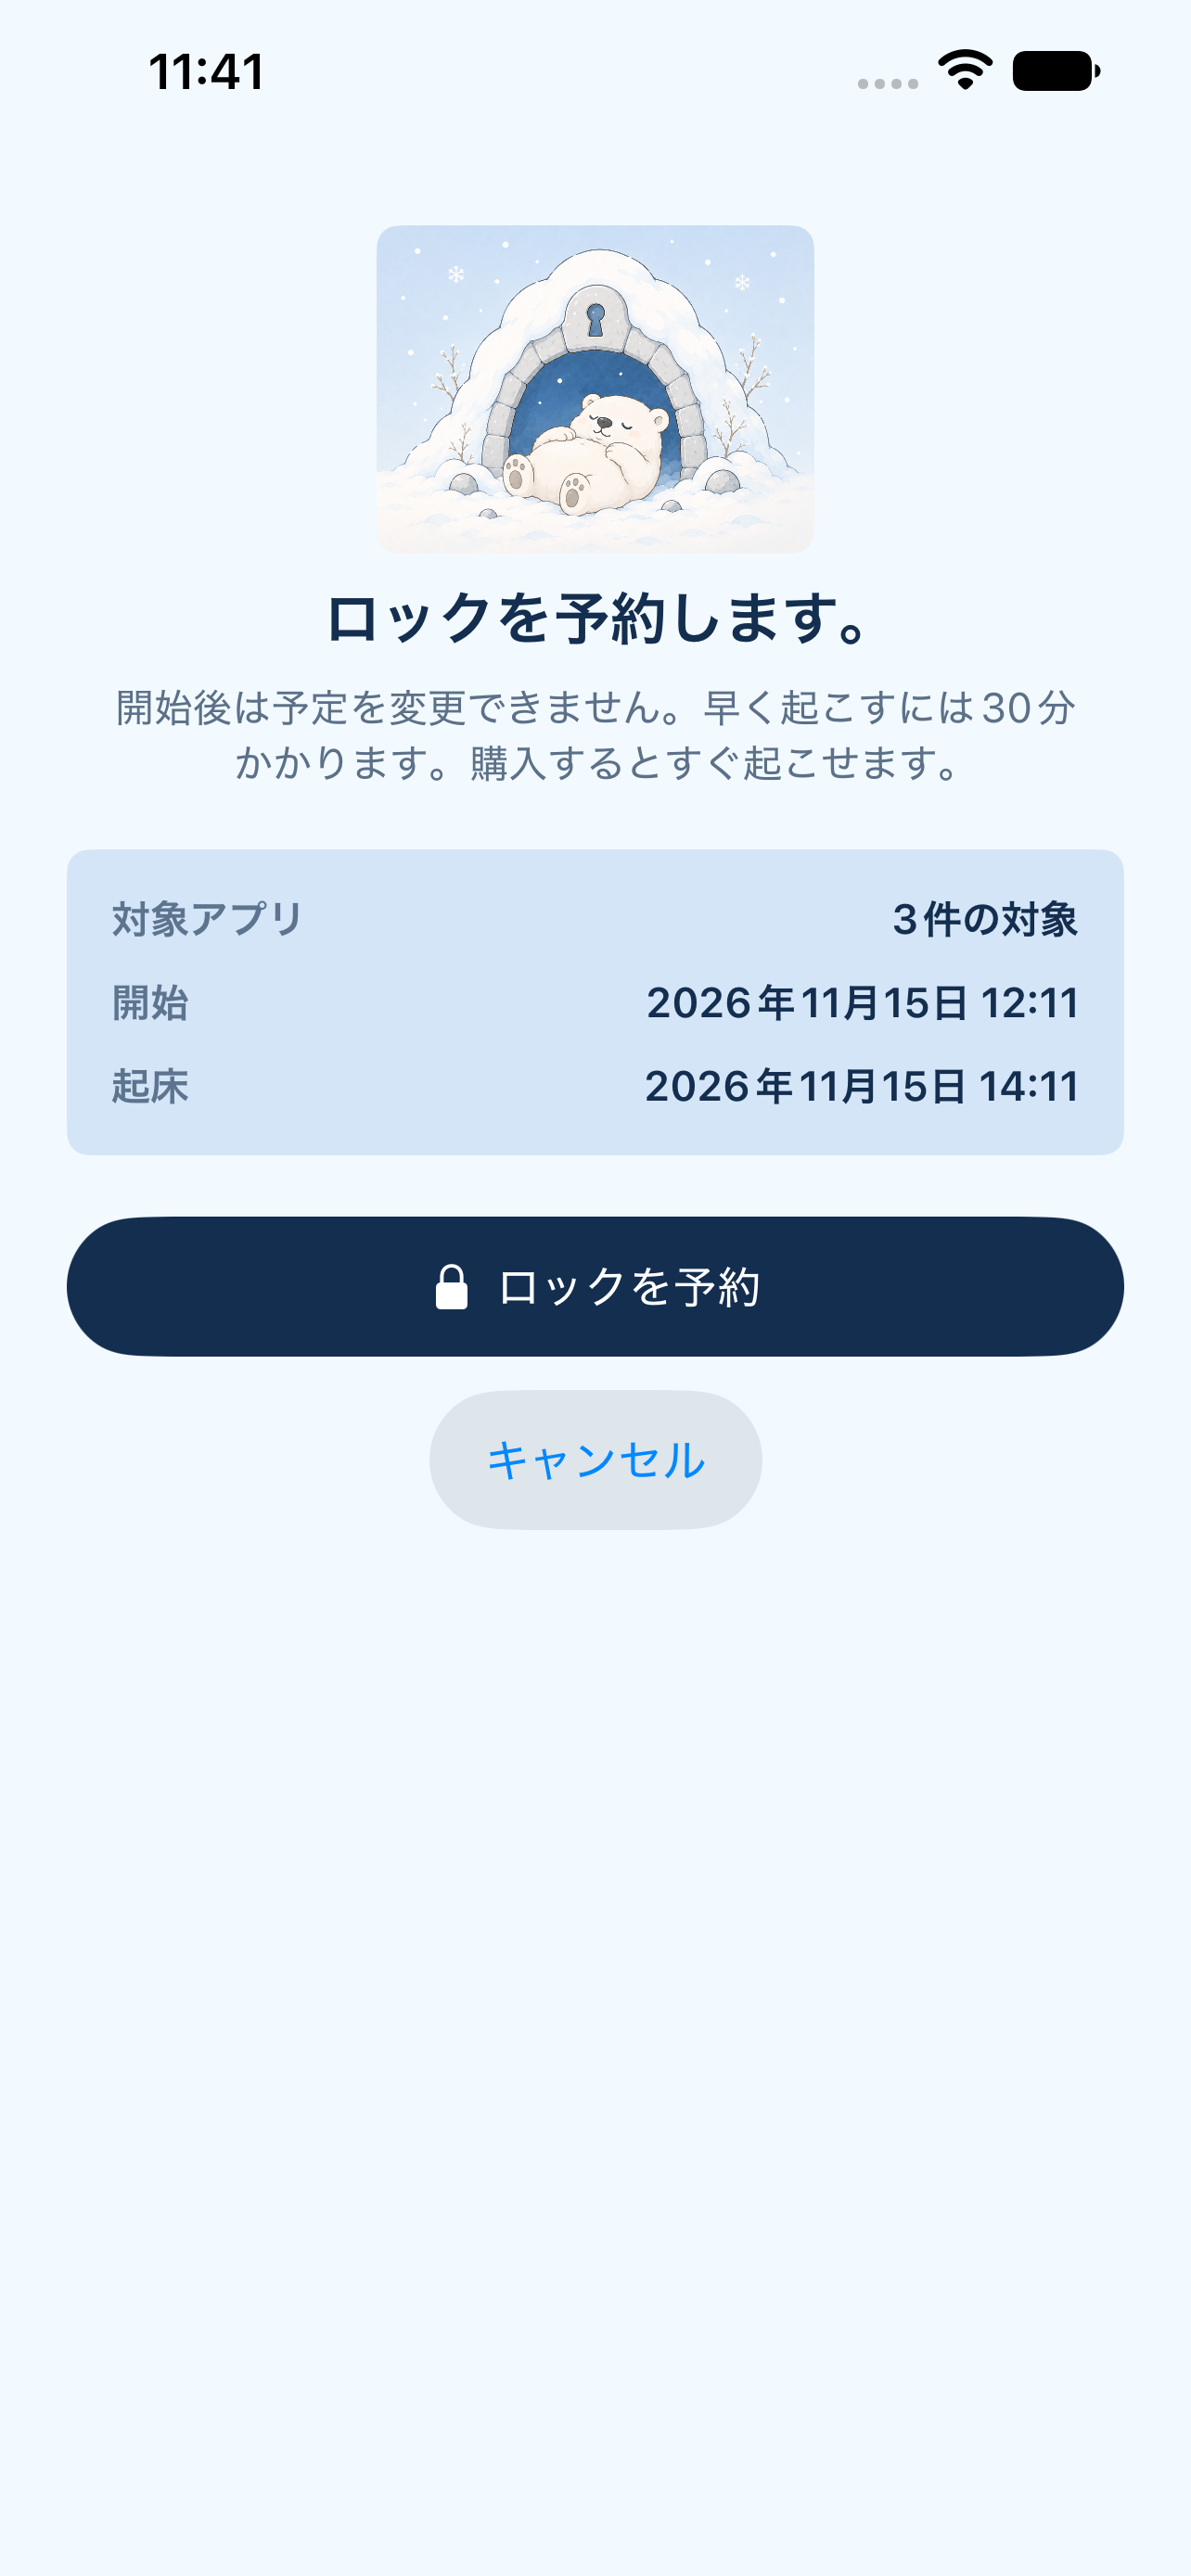 11:41
ロックを予約します。
開始後は予定を変更できません。早く起こすには30分
かかります。購入するとすぐ起こせます。
対象アプリ 3件の対象
開始 2026年11月15日 12:11
起床 2026年11月15日 14:11
ロックを予約
キャンセル